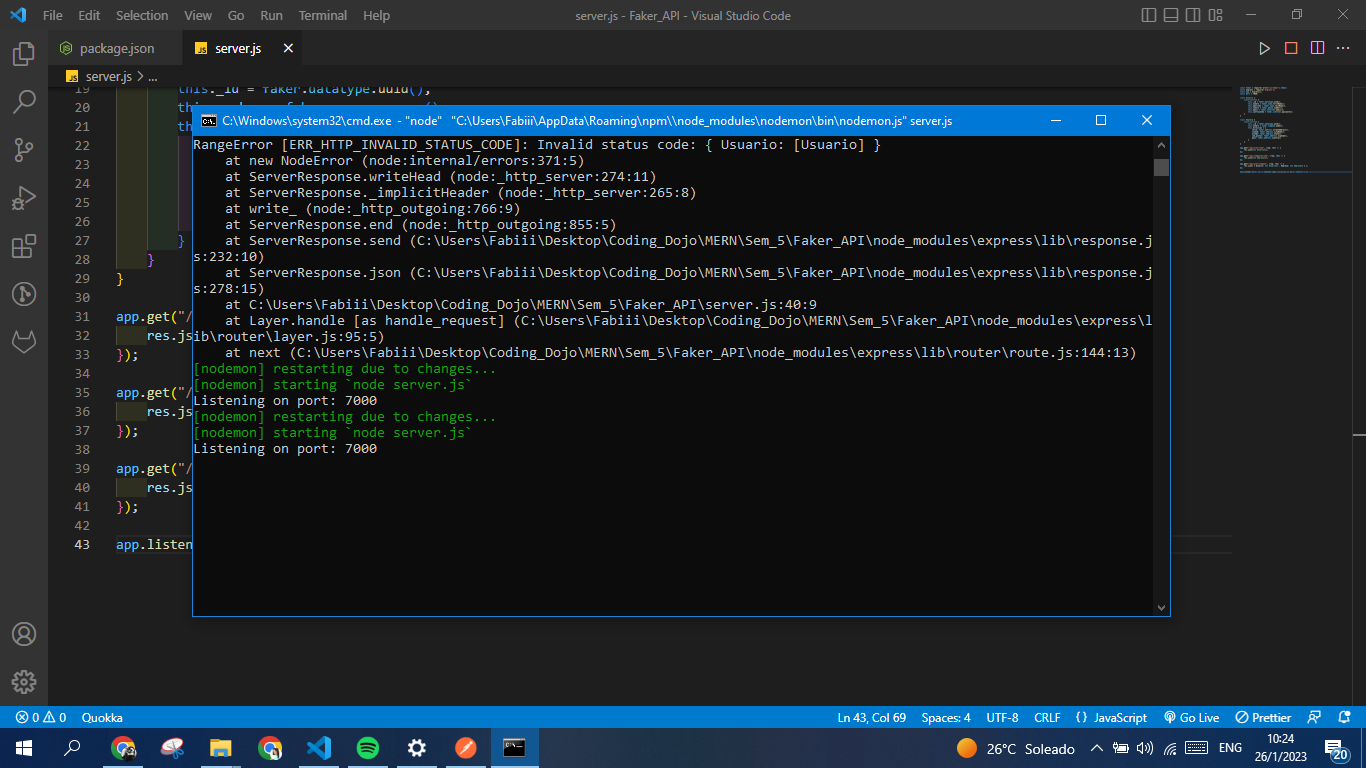 File Edit Selection View Go Run Terminal Help server.js - Faker_API - Visual Studio Code
package.json
JS server.js
JS server.js > ...
19 this._id = faker.datatype.uuid(),
20 th
21 th
22
23
24
25
26
27 }
28 }
29 }
30
31 app.get("/
32 res.js
33 });
34
35 app.get("/
36 res.js
37 });
38
39 app.get("/
40 res.js
41 });
42
43 app.listen
C:\Windows\system32\cmd.exe - "node" "C:\Users\Fabiii\AppData\Roaming\npm\\node_modules\nodemon\bin\nodemon.js" server.js
RangeError [ERR_HTTP_INVALID_STATUS_CODE]: Invalid status code: { Usuario: [Usuario] }
at new NodeError (node:internal/errors:371:5)
at ServerResponse.writeHead (node:_http_server:274:11)
at ServerResponse._implicitHeader (node:_http_server:265:8)
at write_ (node:_http_outgoing:766:9)
at ServerResponse.end (node:_http_outgoing:855:5)
at ServerResponse.send (C:\Users\Fabiii\Desktop\Coding_Dojo\MERN\Sem_5\Faker_API\node_modules\express\lib\response.j
s:232:10)
at ServerResponse.json (C:\Users\Fabiii\Desktop\Coding_Dojo\MERN\Sem_5\Faker_API\node_modules\express\lib\response.j
s:278:15)
at C:\Users\Fabiii\Desktop\Coding_Dojo\MERN\Sem_5\Faker_API\server.js:40:9
at Layer.handle [as handle_request] (C:\Users\Fabiii\Desktop\Coding_Dojo\MERN\Sem_5\Faker_API\node_modules\express\l
ib\router\layer.js:95:5)
at next (C:\Users\Fabiii\Desktop\Coding_Dojo\MERN\Sem_5\Faker_API\node_modules\express\lib\router\route.js:144:13)
[nodemon] restarting due to changes...
[nodemon] starting `node server.js`
Listening on port: 7000
[nodemon] restarting due to changes...
[nodemon] starting `node server.js`
Listening on port: 7000
0 0 Quokka Ln 43, Col 69 Spaces: 4 UTF-8 CRLF {} JavaScript Go Live Prettier
26°C Soleado ENG 10:24
26/1/2023
20